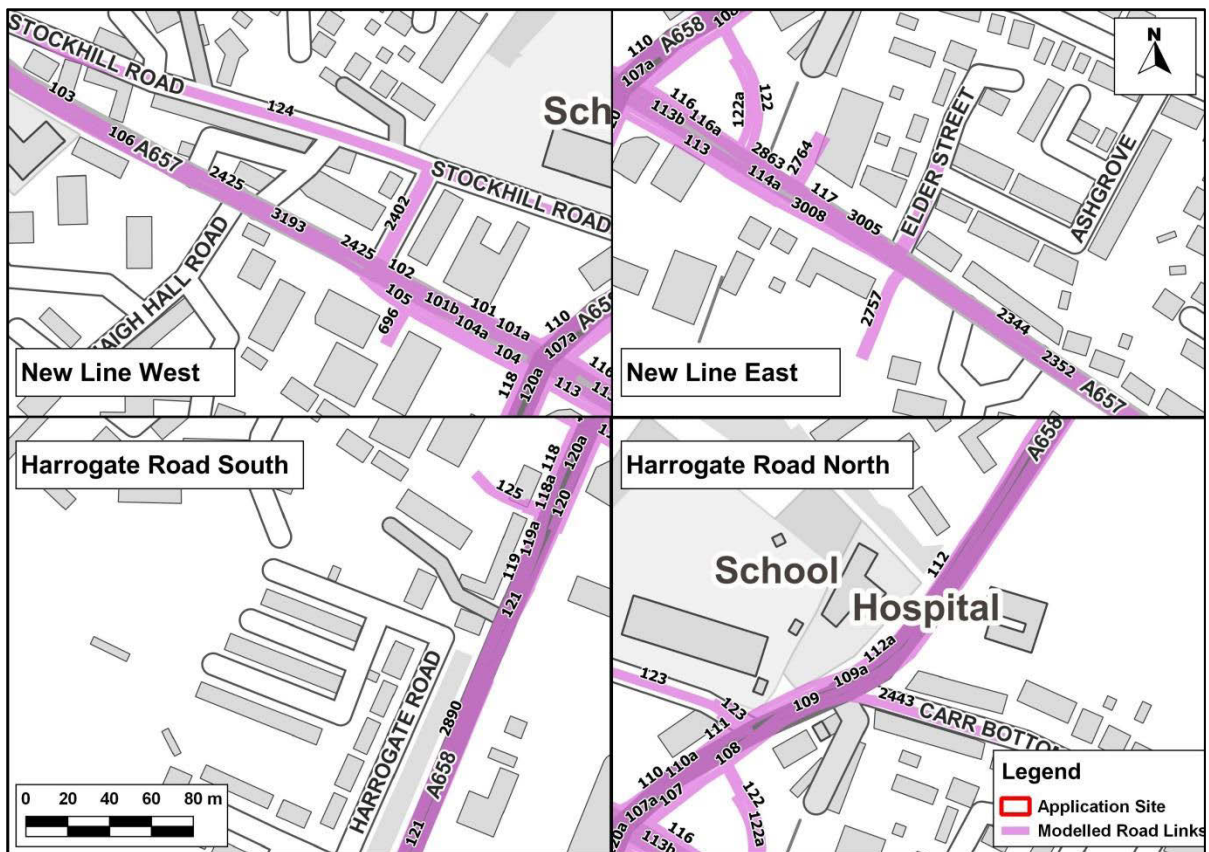 STOCKHILL ROAD
103
106
A657
2425
124
3193
2425
2402
STOCKHILL ROAD
Sch
HAIGH HALL ROAD
102
105
696
101b
101
101a
104a
104
110
A65
107a
118
120a
116
113
New Line West
110
107a
A658
108
116
113b
116a
113
122a
122
2863
2764
114a
117
3008
3005
ELDER STREET
ASHGROVE
2757
2344
2352
A657
N
New Line East
Harrogate Road South
118
120a
118a
120
125
119a
119
121
HARROGATE ROAD
2890
A658
121
0 20 40 60 80 m
Harrogate Road North
A658
School
Hospital
112
112a
109a
109
2443
CARR BOTTOM
123
123
111
108
110
110a
107a
107
122
122a
116
113b
Legend
Application Site
Modelled Road Links